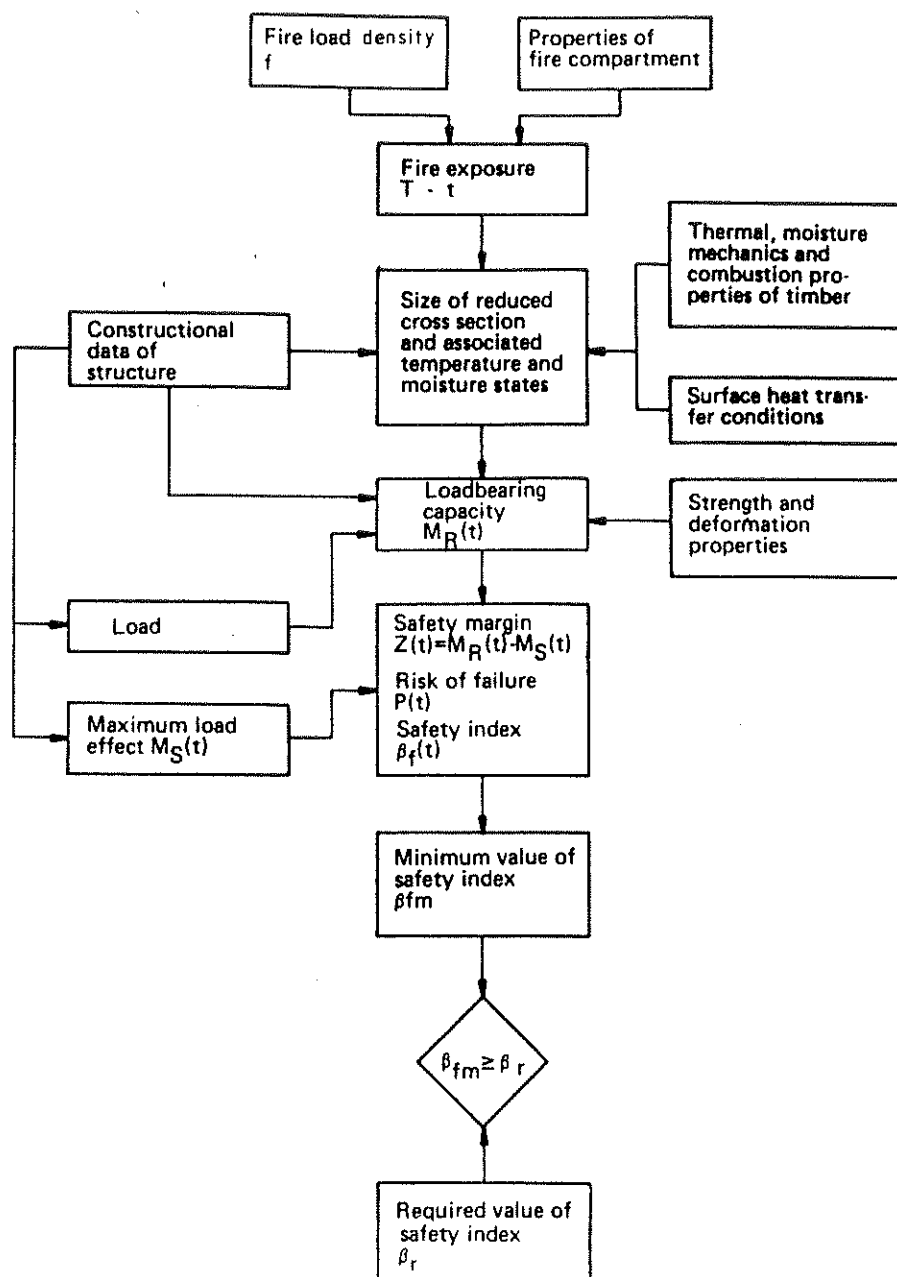 Fire load density
f
Properties of
fire compartment
Fire exposure
T - t
Thermal, moisture
mechanics and
combustion pro-
perties of timber
Size of reduced
cross section
and associated
temperature and
moisture states
Constructional
data of
structure
Surface heat trans-
fer conditions
Loadbearing
capacity
M_R(t)
Strength and
deformation
properties
Load
Safety margin
Z(t)=M_R(t)-M_S(t)
Risk of failure
P(t)
Safety index
β_f(t)
Maximum load
effect M_S(t)
Minimum value of
safety index
βfm
β_fm ≥ β_r
Required value of
safety index
β_r